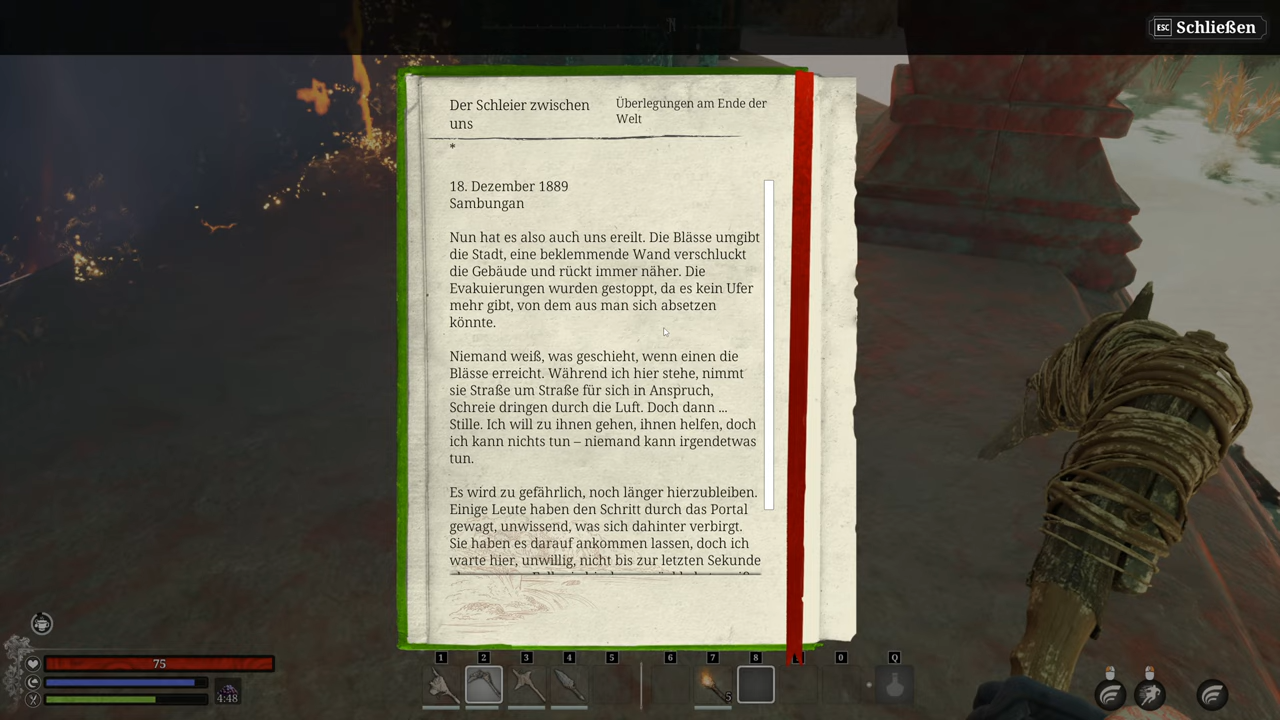 ESC Schließen
Der Schleier zwischen
uns
Überlegungen am Ende der
Welt
*
18. Dezember 1889
Sambungan
Nun hat es also auch uns ereilt. Die Blässe umgibt
die Stadt, eine beklemmende Wand verschluckt
die Gebäude und rückt immer näher. Die
Evakuierungen wurden gestoppt, da es kein Ufer
mehr gibt, von dem aus man sich absetzen
könnte.
Niemand weiß, was geschieht, wenn einen die
Blässe erreicht. Während ich hier stehe, nimmt
sie Straße um Straße für sich in Anspruch,
Schreie dringen durch die Luft. Doch dann ...
Stille. Ich will zu ihnen gehen, ihnen helfen, doch
ich kann nichts tun – niemand kann irgendetwas
tun.
Es wird zu gefährlich, noch länger hierzubleiben.
Einige Leute haben den Schritt durch das Portal
gewagt, unwissend, was sich dahinter verbirgt.
Sie haben es darauf ankommen lassen, doch ich
warte hier, unwillig, nicht bis zur letzten Sekunde
75
4:48
1 2 3 4 5 6 7 8 0 Q
5